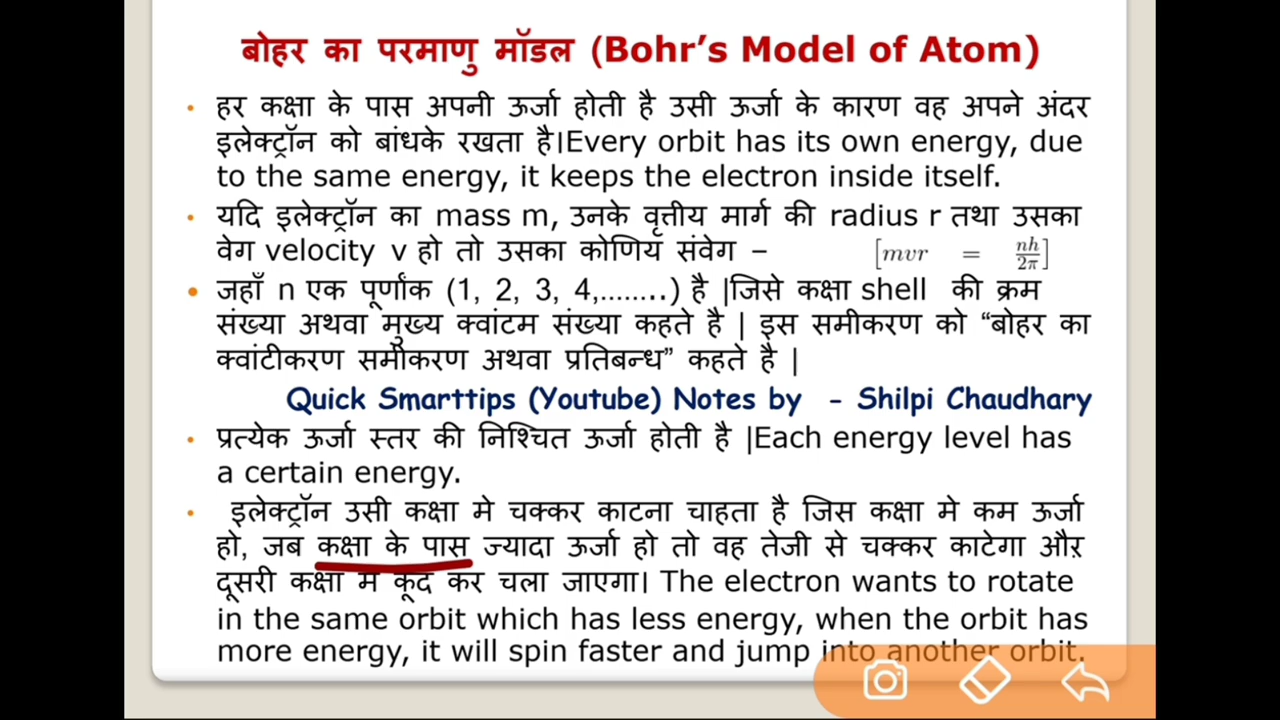 बोहर का परमाणु मॉडल (Bohr's Model of Atom)
• हर कक्षा के पास अपनी ऊर्जा होती है उसी ऊर्जा के कारण वह अपने अंदर
इलेक्ट्रॉन को बांधके रखता है।Every orbit has its own energy, due
to the same energy, it keeps the electron inside itself.
• यदि इलेक्ट्रॉन का mass m, उनके वृत्तीय मार्ग की radius r तथा उसका
वेग velocity v हो तो उसका कोणिय संवेग – [mvr = nh/2π]
• जहाँ n एक पूर्णांक (1, 2, 3, 4,........) है |जिसे कक्षा shell की क्रम
संख्या अथवा मुख्य क्वांटम संख्या कहते है | इस समीकरण को “बोहर का
क्वांटीकरण समीकरण अथवा प्रतिबन्ध” कहते है |
Quick Smarttips (Youtube) Notes by - Shilpi Chaudhary
• प्रत्येक ऊर्जा स्तर की निश्चित ऊर्जा होती है |Each energy level has
a certain energy.
• इलेक्ट्रॉन उसी कक्षा मे चक्कर काटना चाहता है जिस कक्षा मे कम ऊर्जा
हो, जब कक्षा के पास ज्यादा ऊर्जा हो तो वह तेजी से चक्कर काटेगा और
दूसरी कक्षा में कूद कर चला जाएगा। The electron wants to rotate
in the same orbit which has less energy, when the orbit has
more energy, it will spin faster and jump into another orbit.